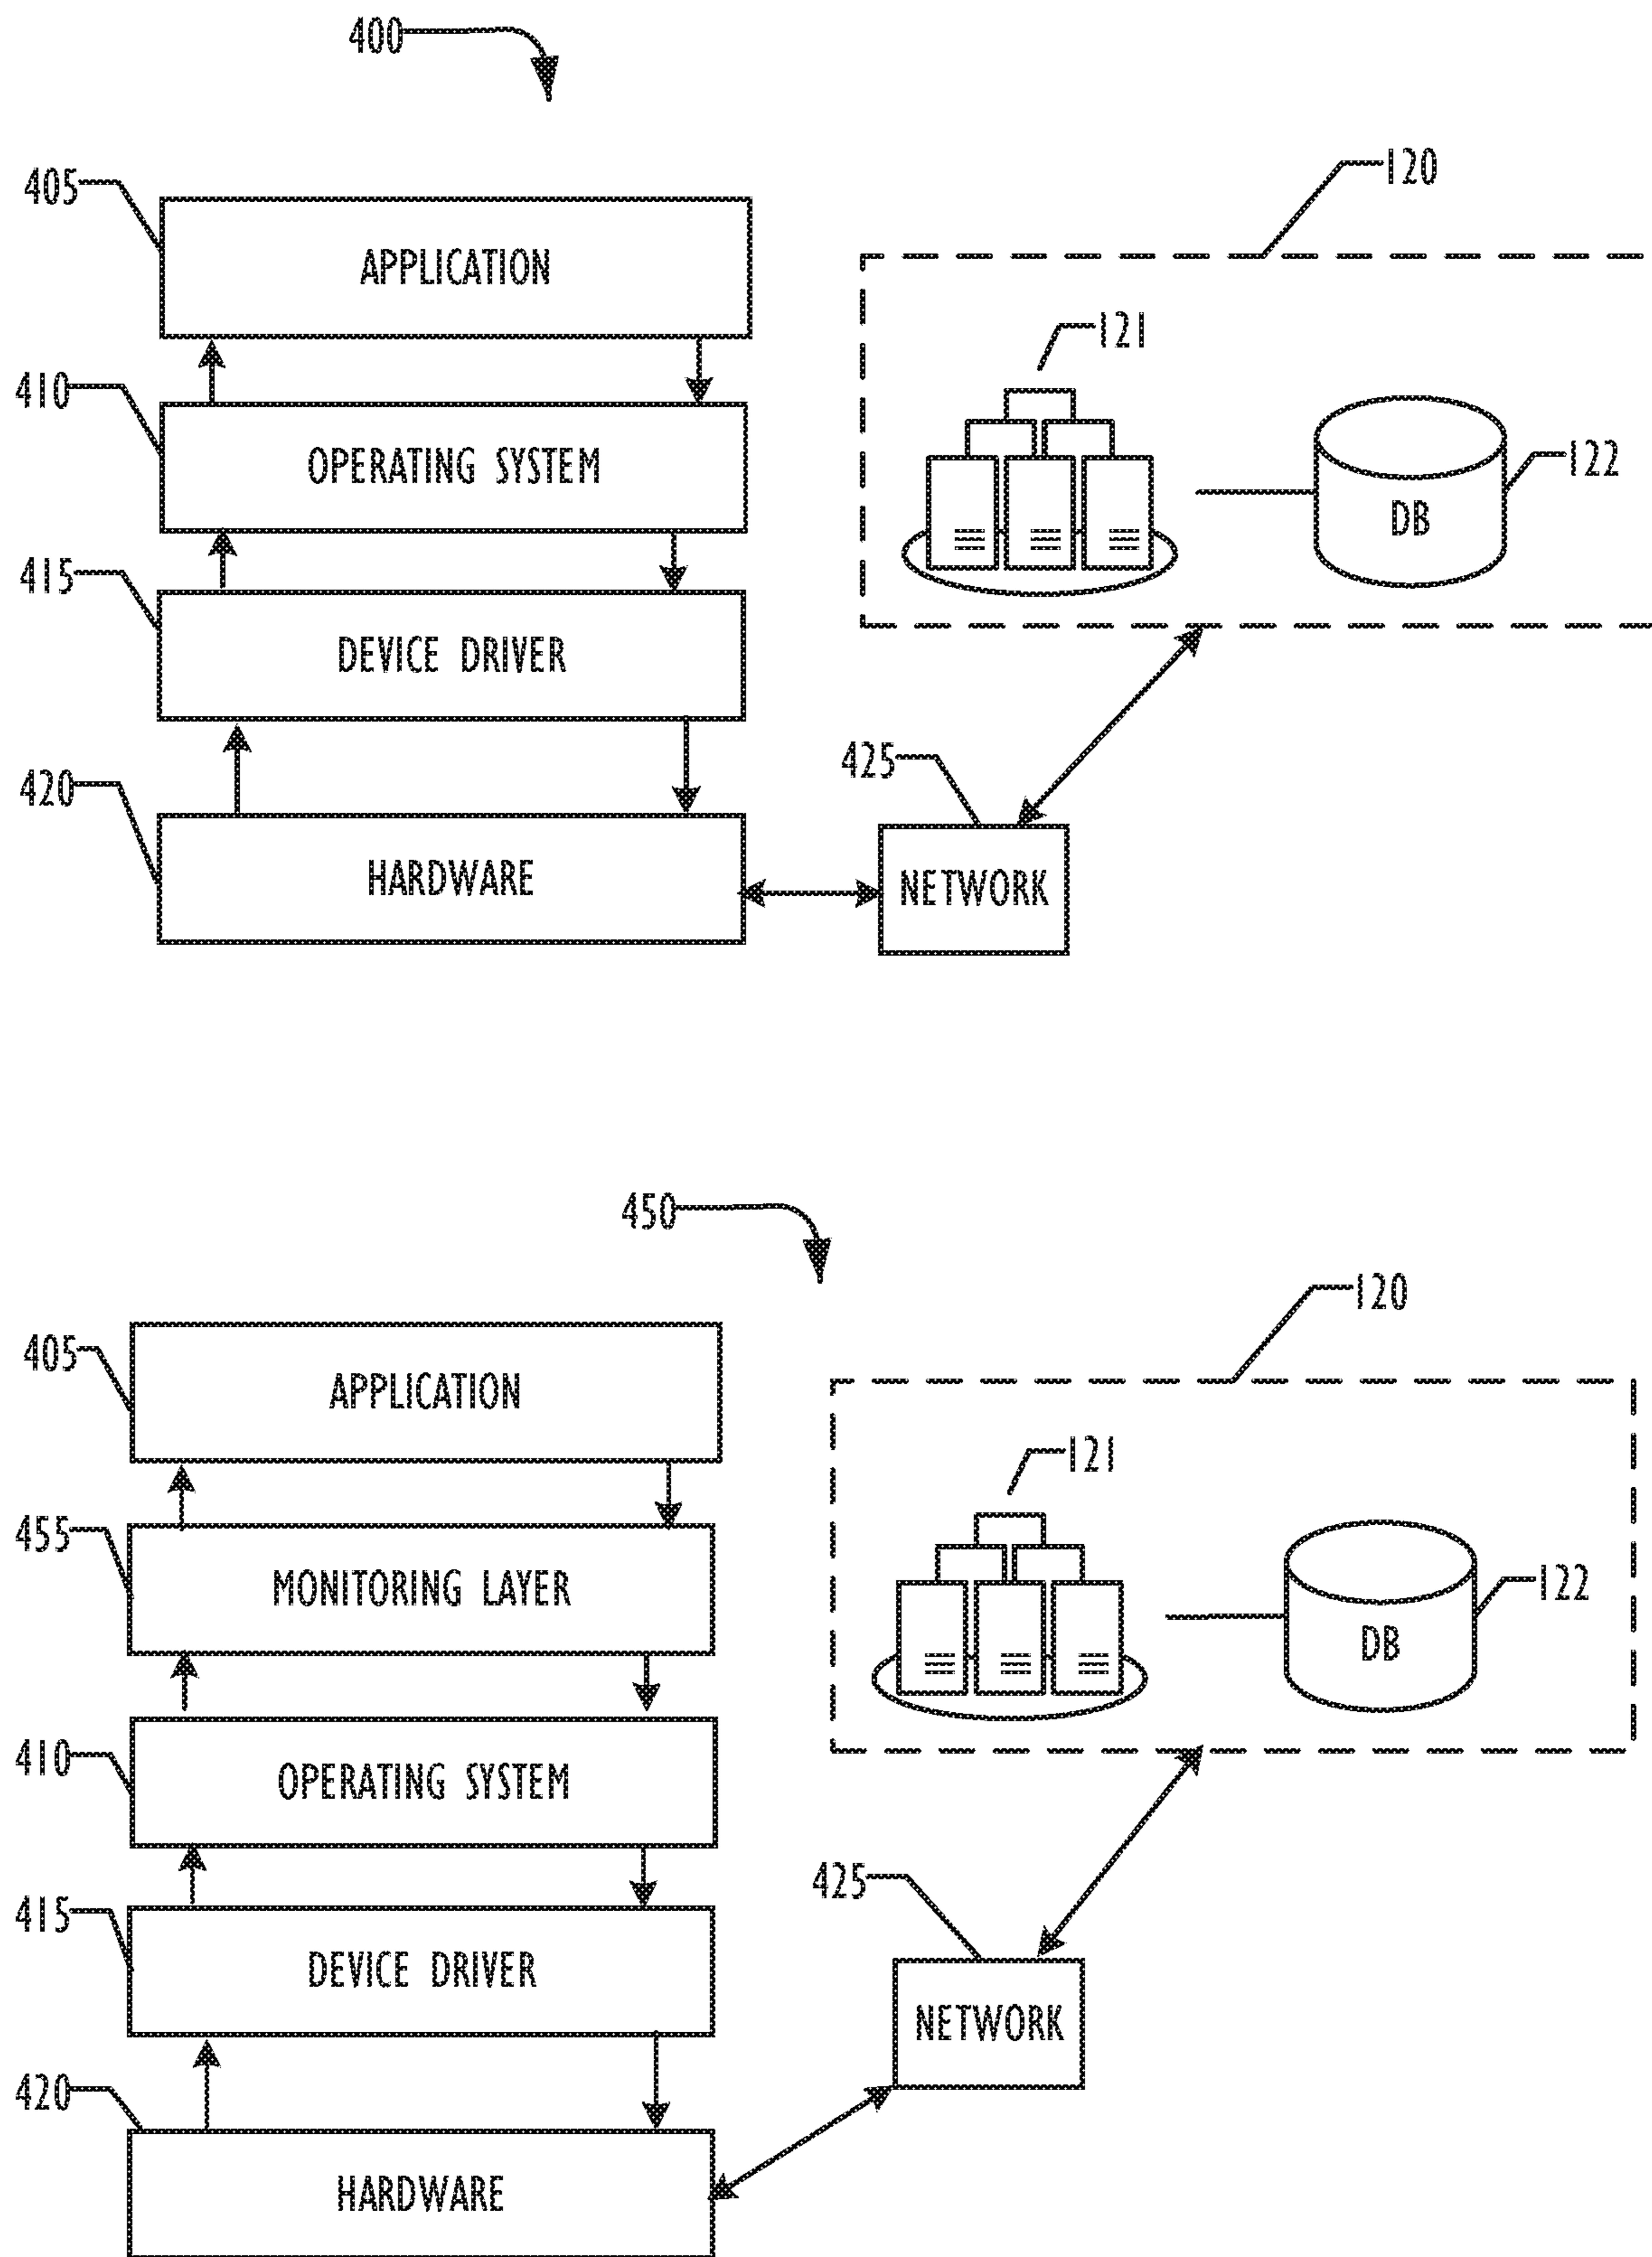 400
120
405
APPLICATION
121
410
OPERATING SYSTEM
122
DB
415
DEVICE DRIVER
425
420
HARDWARE
NETWORK
450
120
405
APPLICATION
121
455
MONITORING LAYER
122
DB
410
OPERATING SYSTEM
425
415
DEVICE DRIVER
NETWORK
420
HARDWARE